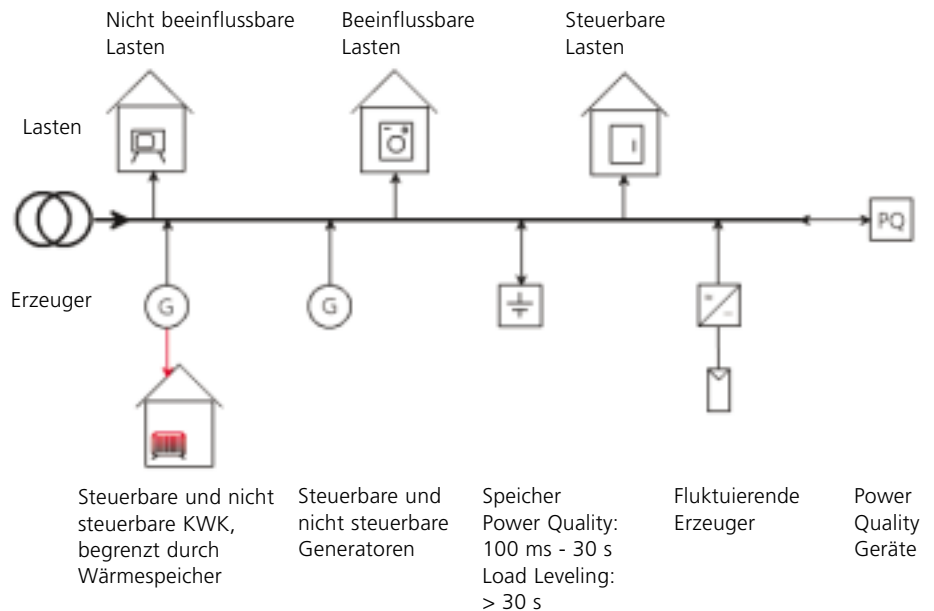 Nicht beeinflussbare
Lasten
Beeinflussbare
Lasten
Steuerbare
Lasten
Lasten
PQ
Erzeuger
G
G
Steuerbare und nicht
steuerbare KWK,
begrenzt durch
Wärmespeicher
Steuerbare und
nicht steuerbare
Generatoren
Speicher
Power Quality:
100 ms - 30 s
Load Leveling:
> 30 s
Fluktuierende
Erzeuger
Power
Quality
Geräte